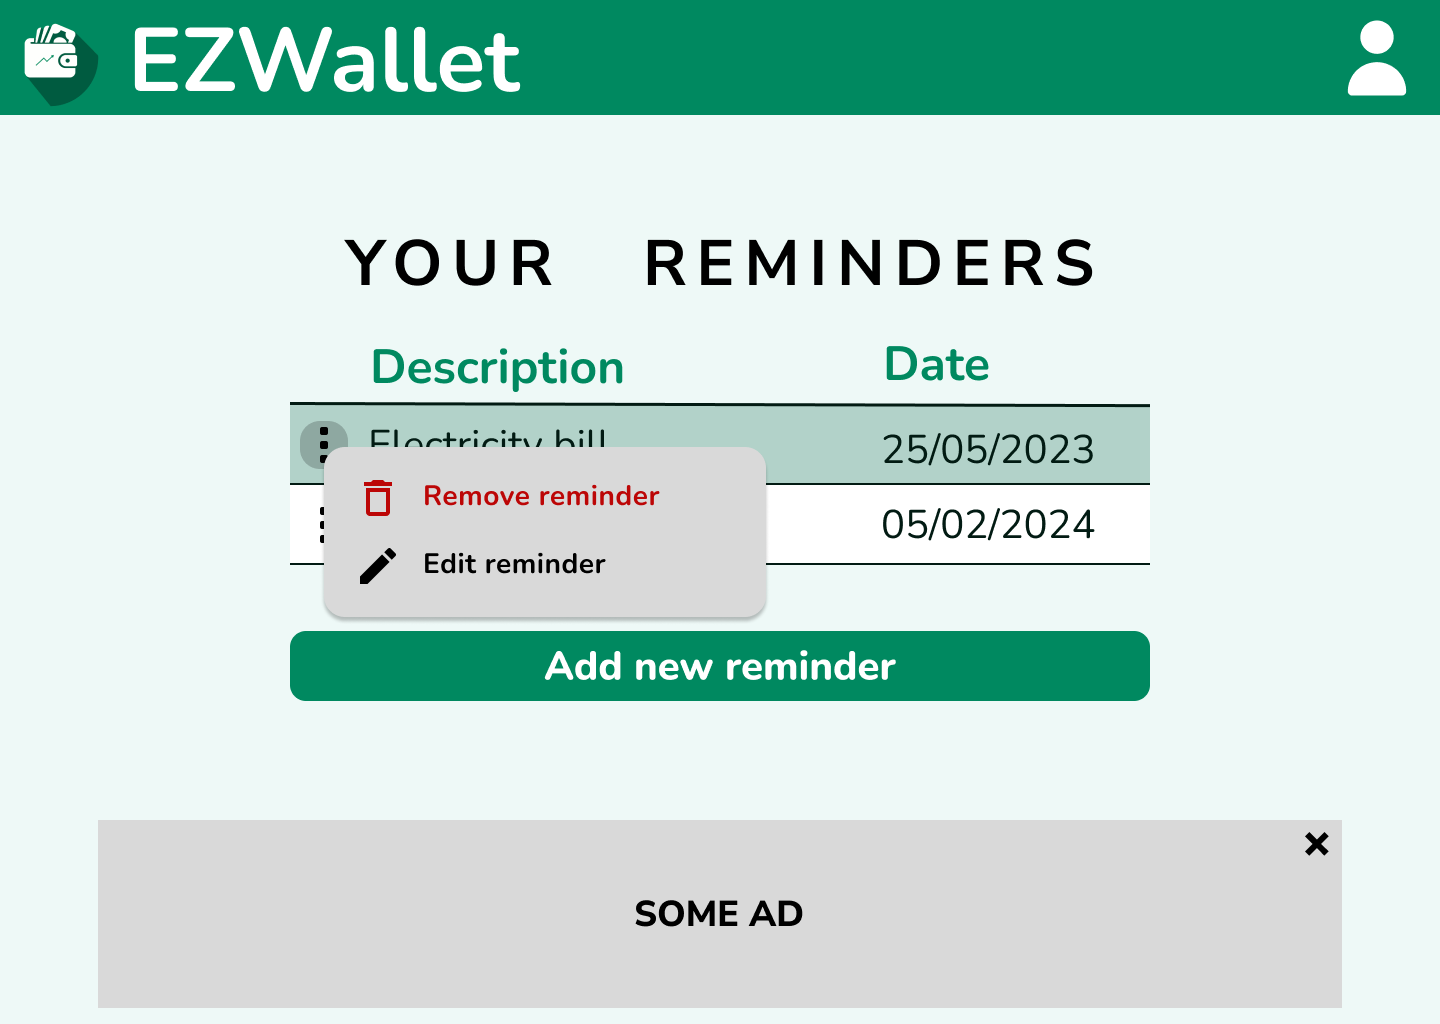 EZWallet
YOUR REMINDERS
Description Date
Electricity bill 25/05/2023
Remove reminder
05/02/2024
Edit reminder
Add new reminder
SOME AD